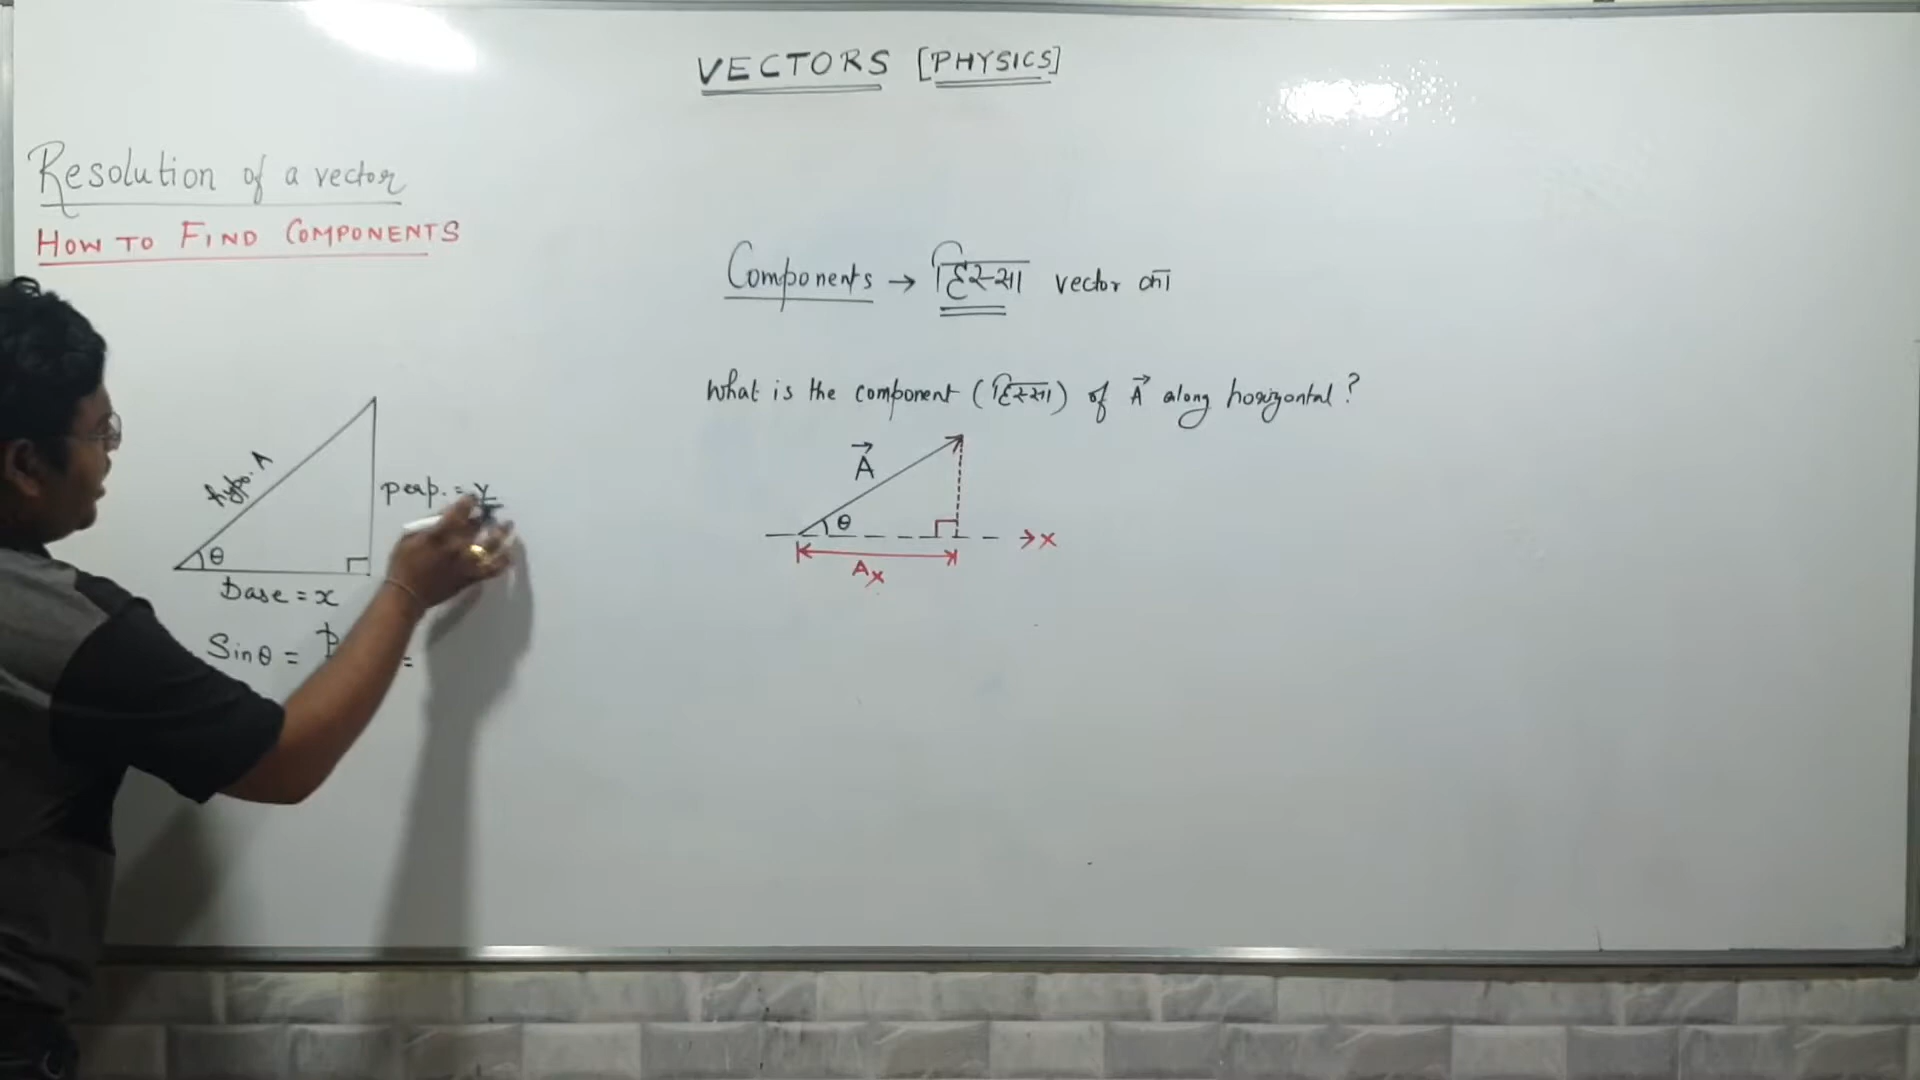 VECTORS [PHYSICS]
Resolution of a vector
HOW TO FIND COMPONENTS
Components → हिस्सा vector का
What is the component (हिस्सा) of A⃗ along horizontal?
hypo. A
perp. = y
θ
Base = x
Sinθ = P =
A⃗
θ
x
Ax